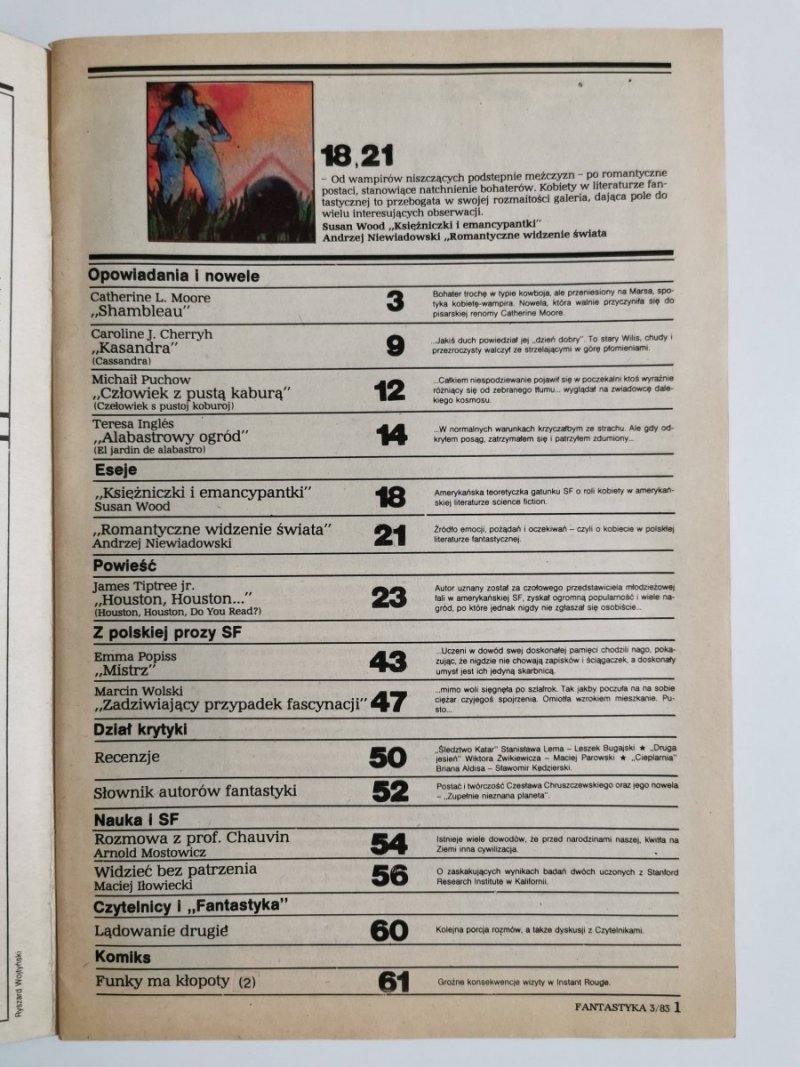 18,21
– Od wampirów niszczących podstępnie mężczyzn - po romantyczne
postaci, stanowiące natchnienie bohaterów. Kobiety w literaturze fan-
tastycznej to przebogata w swojej rozmaitości galeria, dająca pole do
wielu interesujących obserwacji.
Susan Wood „Księżniczki i emancypantki"
Andrzej Niewiadowski „Romantyczne widzenie świata
Opowiadania i nowele
Catherine L. Moore
„Shambleau"
3
Bohater trochę w typie kowboja, ale przeniesiony na Marsa, spo-
tyka kobietę-wampira. Nowela, która walnie przyczyniła się do
pisarskiej renomy Catherine Moore.
Caroline J. Cherryh
„Kasandra"
(Cassandra)
9
...Jakiś duch powiedział jej „dzień dobry". To stary Wilis, chudy i
przezroczysty walczył ze strzelającymi w górę płomieniami.
Michaił Puchow
„Człowiek z pustą kaburą"
(Czełowiek s pustoj koburoj)
12
...Całkiem niespodziewanie pojawił się w poczekalni ktoś wyraźnie
różniący się od zebranego tłumu... wyglądał na zwiadowcę dale-
kiego kosmosu.
Teresa Inglés
„Alabastrowy ogród"
(El jardin de alabastro)
14
...W normalnych warunkach krzyczałbym ze strachu. Ale gdy od-
kryłem posąg, zatrzymałem się i patrzyłem zdumiony...
Eseje
„Księżniczki i emancypantki"
Susan Wood
18
Amerykańska teoretyczka gatunku SF o roli kobiety w amerykań-
skiej literaturze science fiction.
„Romantyczne widzenie świata"
Andrzej Niewiadowski
21
Źródło emocji, pożądań i oczekiwań – czyli o kobiecie w polskiej
literaturze fantastycznej.
Powieść
James Tiptree jr.
„Houston, Houston..."
(Houston, Houston, Do You Read?)
23
Autor uznany został za czołowego przedstawiciela młodzieżowej
fali w amerykańskiej SF, zyskał ogromną popularność i wiele na-
gród, po które jednak nigdy nie zgłaszał się osobiście...
Z polskiej prozy SF
Emma Popiss
„Mistrz"
43
...Uczeni w dowód swej doskonałej pamięci chodzili nago, poka-
zując, że nigdzie nie chowają zapisków i ściągaczek, a doskonały
umysł jest ich jedyną skarbnicą.
Marcin Wolski
„Zadziwiający przypadek fascynacji"
47
...mimo woli sięgnęła po szlafrok. Tak jakby poczuła na na sobie
ciężar czyjegoś spojrzenia. Omiotła wzrokiem mieszkanie. Pu-
sto...
Dział krytyki
Recenzje
50
„Śledztwo Katar" Stanisława Lema – Leszek Bugajski ★ „Druga
jesień" Wiktora Żwikiewicza – Maciej Parowski ★ „Cieplarnia"
Briana Aldisa – Sławomir Kędzierski.
Słownik autorów fantastyki
52
Postać i twórczość Czesława Chruszczewskiego oraz jego nowela
– „Zupełnie nieznana planeta".
Nauka i SF
Rozmowa z prof. Chauvin
Arnold Mostowicz
54
Istnieje wiele dowodów, że przed narodzinami naszej, kwitła na
Ziemi inna cywilizacja.
Widzieć bez patrzenia
Maciej Iłowiecki
56
O zaskakujących wynikach badań dwóch uczonych z Stanford
Research Institute w Kalifornii.
Czytelnicy i „Fantastyka"
Lądowanie drugie
60
Kolejna porcja rozmów, a także dyskusji z Czytelnikami.
Komiks
Funky ma kłopoty (2)
61
Groźne konsekwencje wizyty w Instant Rouge.
FANTASTYKA 3/83 1
Ryszard Wojtyński